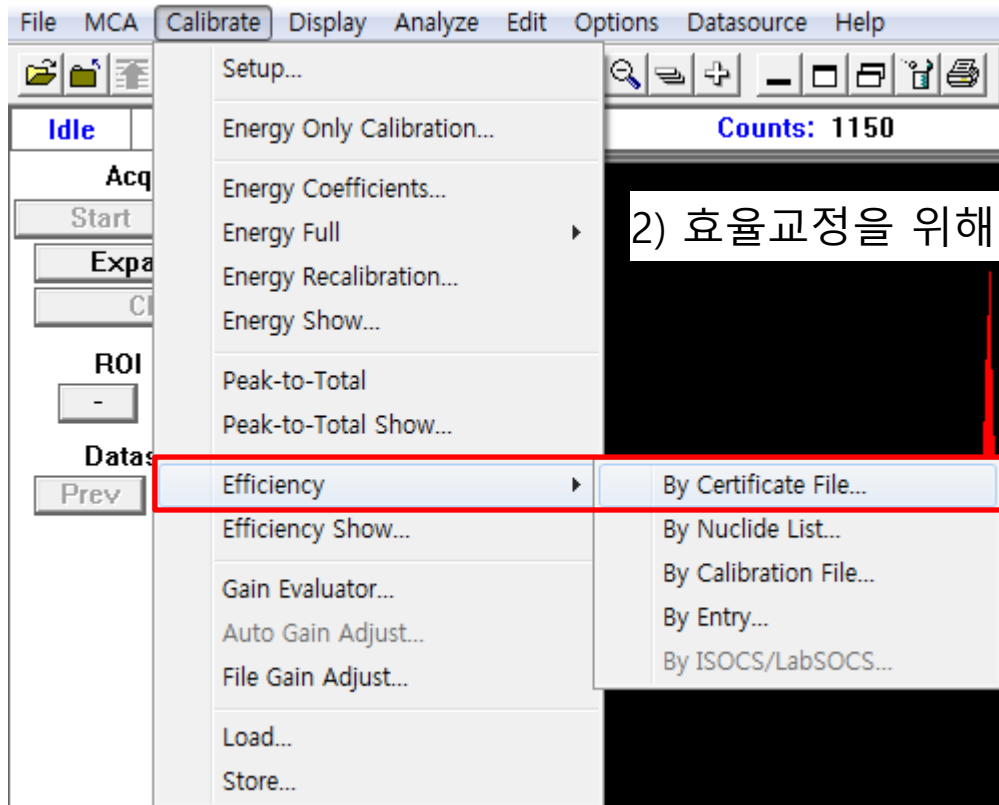 File MCA Calibrate Display Analyze Edit Options Datasource Help
Setup...
Idle
Counts: 1150
Energy Only Calibration...
Acq
Energy Coefficients...
Start
2) 효율교정을 위해
Energy Full
Expa
Energy Recalibration...
Cl
Energy Show...
ROI
Peak-to-Total
-
Peak-to-Total Show...
Datas
Prev
Efficiency
By Certificate File...
Efficiency Show...
By Nuclide List...
Gain Evaluator...
By Calibration File...
Auto Gain Adjust...
By Entry...
File Gain Adjust...
By ISOCS/LabSOCS...
Load...
Store...